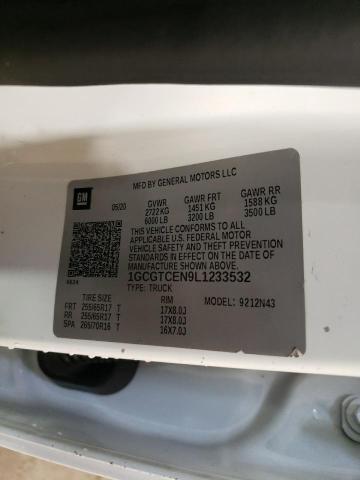 GM
MFD BY GENERAL MOTORS LLC
05/20 GVWR GAWR FRT GAWR RR
2722 KG 1451 KG 1588 KG
6000 LB 3200 LB 3500 LB
THIS VEHICLE CONFORMS TO ALL
APPLICABLE U.S. FEDERAL MOTOR
VEHICLE SAFETY AND THEFT PREVENTION
STANDARDS IN EFFECT ON THE DATE OF
MANUFACTURE SHOWN ABOVE.
1GCGTCEN9L1233532
TYPE: TRUCK
TIRE SIZE RIM MODEL: 9212N43
FRT 255/65R17 T 17X8.0J
RR 255/65R17 T 17X8.0J
SPA 265/70R16 T 16X7.0J